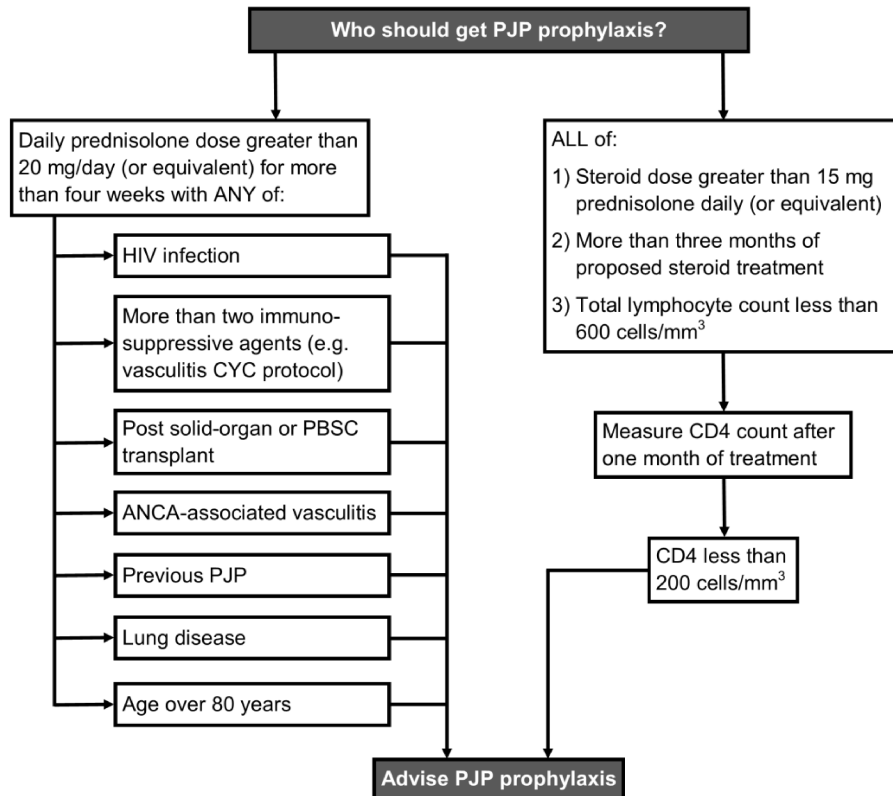 Who should get PJP prophylaxis?
Daily prednisolone dose greater than
20 mg/day (or equivalent) for more
than four weeks with ANY of:
HIV infection
More than two immuno-
suppressive agents (e.g.
vasculitis CYC protocol)
Post solid-organ or PBSC
transplant
ANCA-associated vasculitis
Previous PJP
Lung disease
Age over 80 years
ALL of:
1) Steroid dose greater than 15 mg
prednisolone daily (or equivalent)
2) More than three months of
proposed steroid treatment
3) Total lymphocyte count less than
600 cells/mm³
Measure CD4 count after
one month of treatment
CD4 less than
200 cells/mm³
Advise PJP prophylaxis